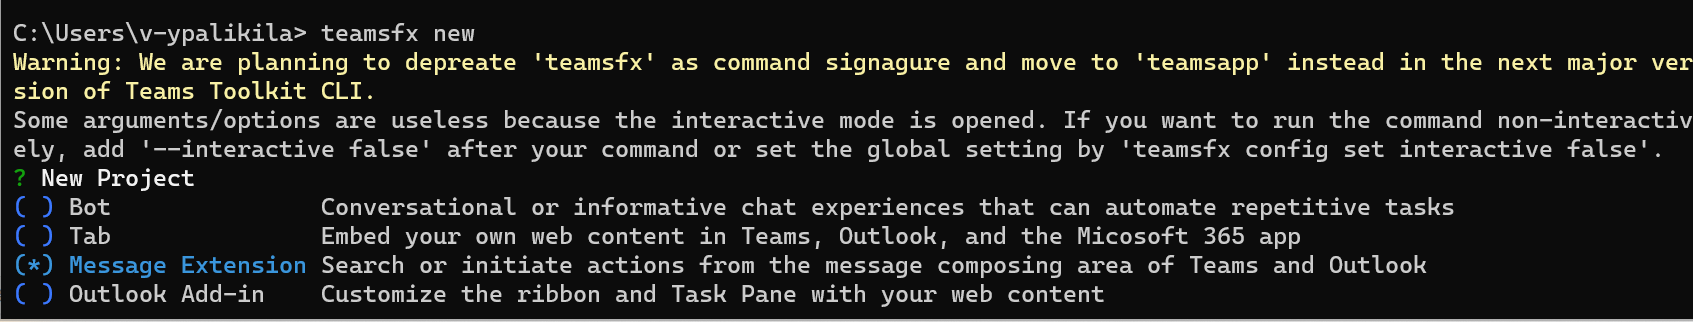 C:\Users\v-ypalikila> teamsfx new
Warning: We are planning to depreate 'teamsfx' as command signagure and move to 'teamsapp' instead in the next major ver
sion of Teams Toolkit CLI.
Some arguments/options are useless because the interactive mode is opened. If you want to run the command non-interactiv
ely, add '--interactive false' after your command or set the global setting by 'teamsfx config set interactive false'.
? New Project
( ) Bot               Conversational or informative chat experiences that can automate repetitive tasks
( ) Tab               Embed your own web content in Teams, Outlook, and the Micosoft 365 app
(*) Message Extension Search or initiate actions from the message composing area of Teams and Outlook
( ) Outlook Add-in    Customize the ribbon and Task Pane with your web content